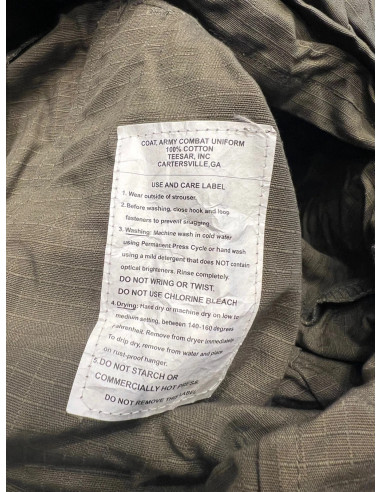 COAT, ARMY COMBAT UNIFORM
100% COTTON
TEESAR, INC
CARTERSVILLE,GA
USE AND CARE LABEL
1. Wear outside of strouser.
2. Before washing, close hook and loop
fasteners to prevent snagging.
3. Washing: Machine wash in cold water
using Permanent Press Cycle or hand wash
using a mild detergent that does NOT contain
optical brighteners. Rinse completely
DO NOT WRING OR TWIST,
DO NOT USE CHLORINE BLEACH
4. Drying: Hast dry or machine dry on low to
medium setting, between 140-160 degrees
Fahrenheit. Remove from dryer immediate-
To drip dry, remove from water and place
on rust-proof hanger.
5. DO NOT STARCH OR
COMMERCIALLY HOT PRESS
DO NOT REMOVE THIS LABEL